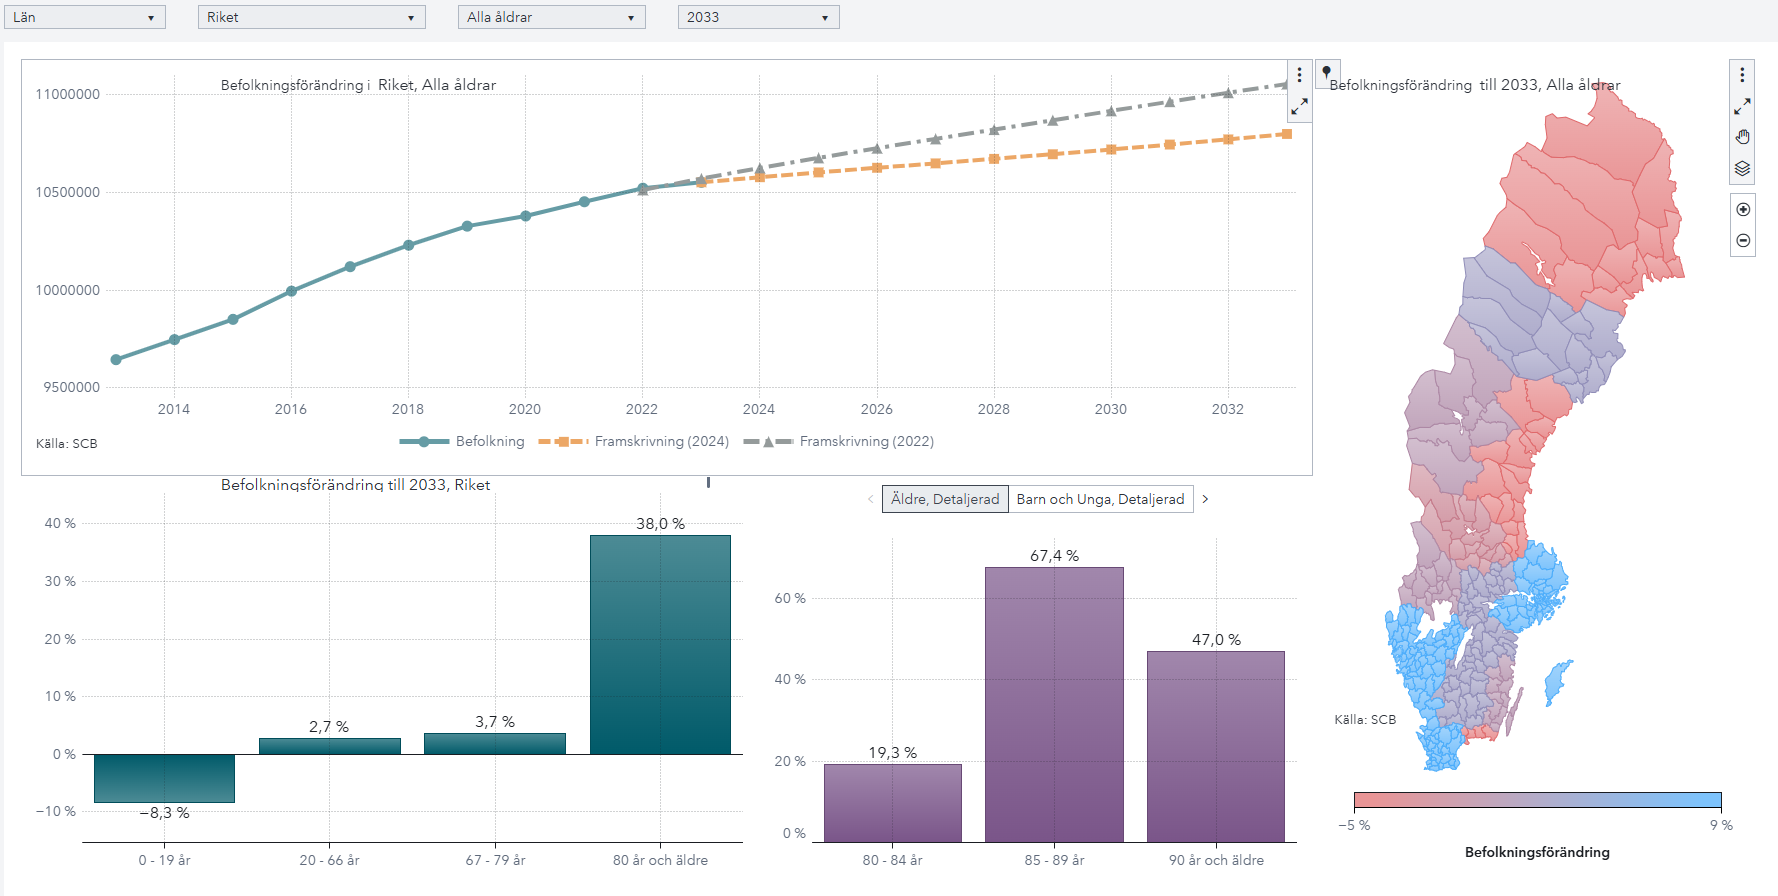 Län
Riket
Alla åldrar
2033
Befolkningsförändring i Riket, Alla åldrar
11000000
10500000
10000000
9500000
2014
2016
2018
2020
2022
2024
2026
2028
2030
2032
Källa: SCB
Befolkning
Framskrivning (2024)
Framskrivning (2022)
Befolkningsförändring till 2033, Riket
40 %
30 %
20 %
10 %
0 %
−10 %
−8,3 %
2,7 %
3,7 %
38,0 %
0 - 19 år
20 - 66 år
67 - 79 år
80 år och äldre
Äldre, Detaljerad
Barn och Unga, Detaljerad
60 %
40 %
20 %
0 %
19,3 %
67,4 %
47,0 %
80 - 84 år
85 - 89 år
90 år och äldre
Befolkningsförändring till 2033, Alla åldrar
Källa: SCB
−5 %
9 %
Befolkningsförändring